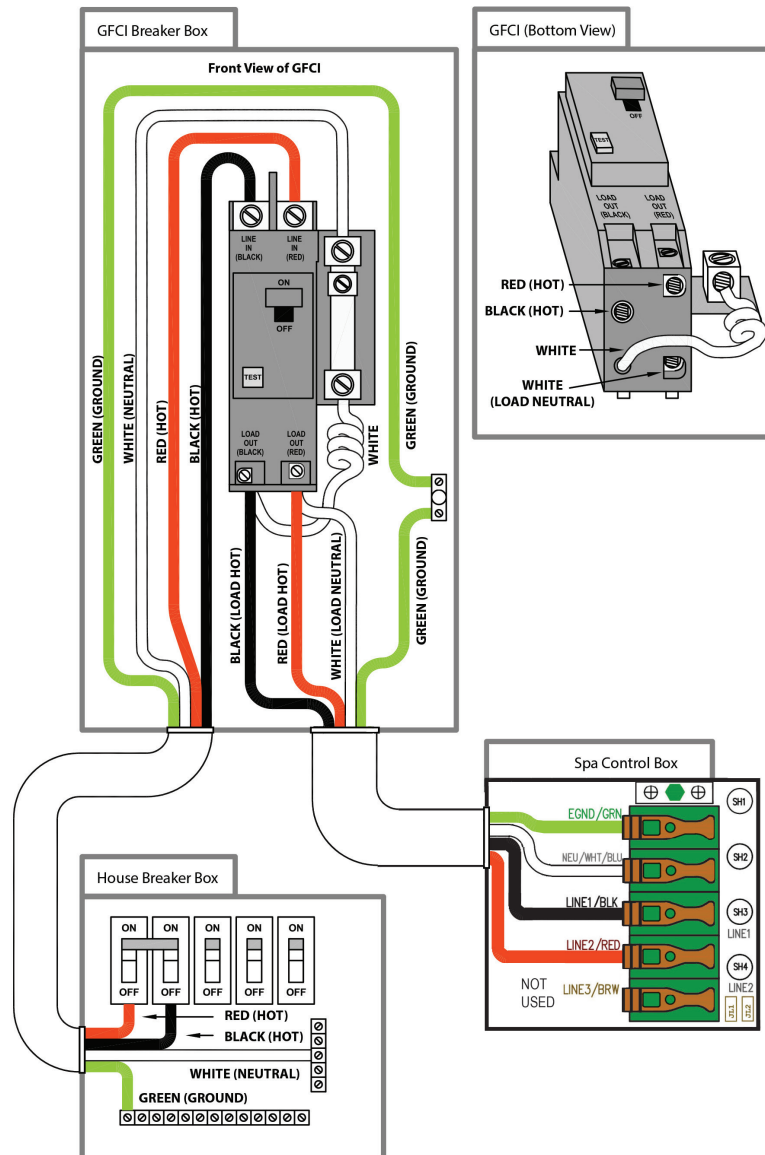 GFCI Breaker Box
Front View of GFCI
GREEN (GROUND)
WHITE (NEUTRAL)
RED (HOT)
BLACK (HOT)
LINE
IN
(BLACK)
LINE
IN
(RED)
ON
OFF
TEST
LOAD
OUT
(BLACK)
LOAD
OUT
(RED)
WHITE
GREEN (GROUND)
BLACK (LOAD HOT)
RED (LOAD HOT)
WHITE (LOAD NEUTRAL)
GREEN (GROUND)
GFCI (Bottom View)
OFF
TEST
LOAD
OUT
(BLACK)
LOAD
OUT
(RED)
RED (HOT)
BLACK (HOT)
WHITE
WHITE
(LOAD NEUTRAL)
Spa Control Box
EGND/GRN
NEU/WHT/BLU
LINE1/BLK
LINE2/RED
LINE3/BRW
NOT
USED
SH1
SH2
SH3
LINE1
SH4
LINE2
JL1
JL2
House Breaker Box
ON
ON
ON
ON
ON
OFF
OFF
OFF
OFF
OFF
RED (HOT)
BLACK (HOT)
WHITE (NEUTRAL)
GREEN (GROUND)